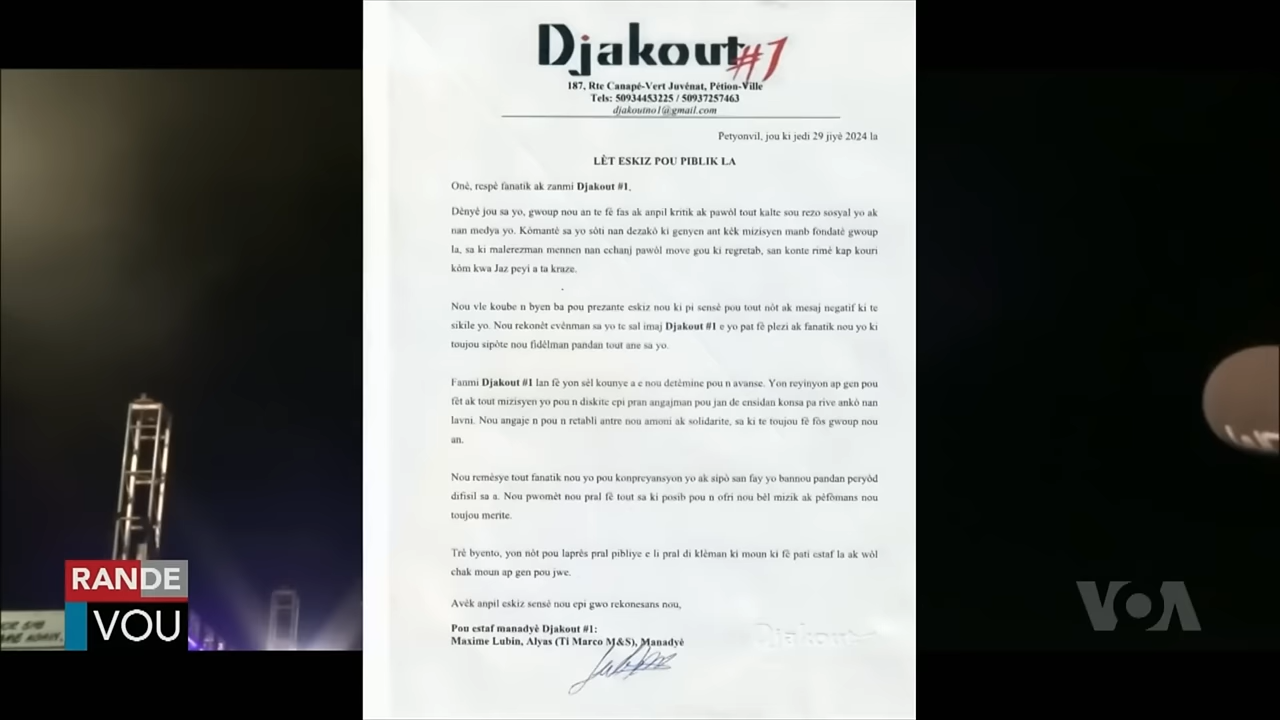 Djakout #1
187, Rte Canapé-Vert Juvénat, Pétion-Ville
Tels: 50934453225 / 50937257463
djakoutno1@gmail.com
Petyonvil, jou ki jedi 29 jiyè 2024 la
LÈT ESKIZ POU PIBLIK LA
Onè, respè fanatik ak zanmi Djakout #1,
Dènyè jou sa yo, gwoup nou an te fè fas ak anpil kritik ak pawòl tout kalte sou rezo sosyal yo ak
nan medya yo. Kòmantè sa yo sòti nan dezakò ki genyen ant kèk mizisyen manb fondatè gwoup
la, sa ki malerezman mennen nan echanj pawòl move gou ki regretab, san konte rimè kap kouri
kòm kwa Jaz peyi a ta kraze.
Nou vle koube n byen ba pou prezante eskiz nou ki pi sensè pou tout nòt ak mesaj negatif ki te
sikile yo. Nou rekonèt evènman sa yo te sal imaj Djakout #1 e yo pat fè plezi ak fanatik nou yo ki
toujou sipòte nou fidèlman pandan tout ane sa yo.
Fanmi Djakout #1 lan fè yon sèl kounye a e nou detèmine pou n avanse. Yon reyinyon ap gen pou
fèt ak tout mizisyen yo pou n diskite epi pran angajman pou jan de ensidan konsa pa rive ankò nan
lavni. Nou angaje n pou n retabli antre nou amoni ak solidarite, sa ki te toujou fè fòs gwoup nou
an.
Nou remèsye tout fanatik nou yo pou konpreyansyon yo ak sipò san fay yo bannou pandan peryòd
difisil sa a. Nou pwomèt nou pral fè tout sa ki posib pou n ofri nou bèl mizik ak pèfòmans nou
toujou merite.
Trè byento, yon nòt pou laprès pral pibliye e li pral di klèman ki moun ki fè pati estaf la ak wòl
chak moun ap gen pou jwe.
Avèk anpil eskiz sensè nou epi gwo rekonesans nou,
Pou estaf manadyè Djakout #1:
Maxime Lubin, Alyas (Ti Marco M&S), Manadyè
Djakout
RANDE
VOU
VOA